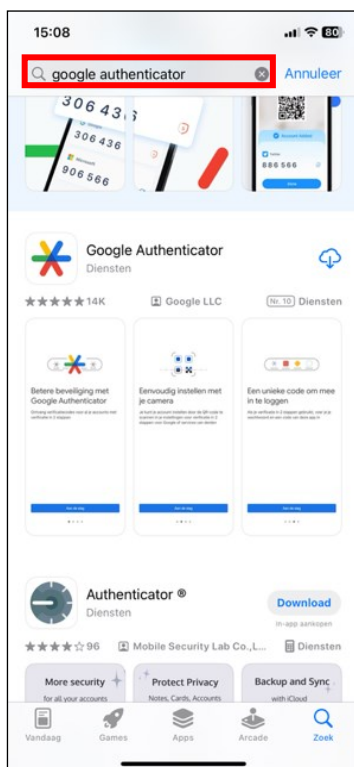 15:08
80
google authenticator
Annuleer
306 436
306 436
Microsoft
906 566
886 566
Google Authenticator
Diensten
14K
Google LLC
Nr. 10 Diensten
Betere beveiliging met
Google Authenticator
Eenvoudig instellen met
je camera
Een unieke code om mee
in te loggen
Authenticator ®
Diensten
Download
In-app aankopen
96
Mobile Security Lab Co.,L...
Diensten
More security
for all your accounts
Protect Privacy
Notes, Cards, Accounts
Backup and Sync
with iCloud
Vandaag
Games
Apps
Arcade
Zoek